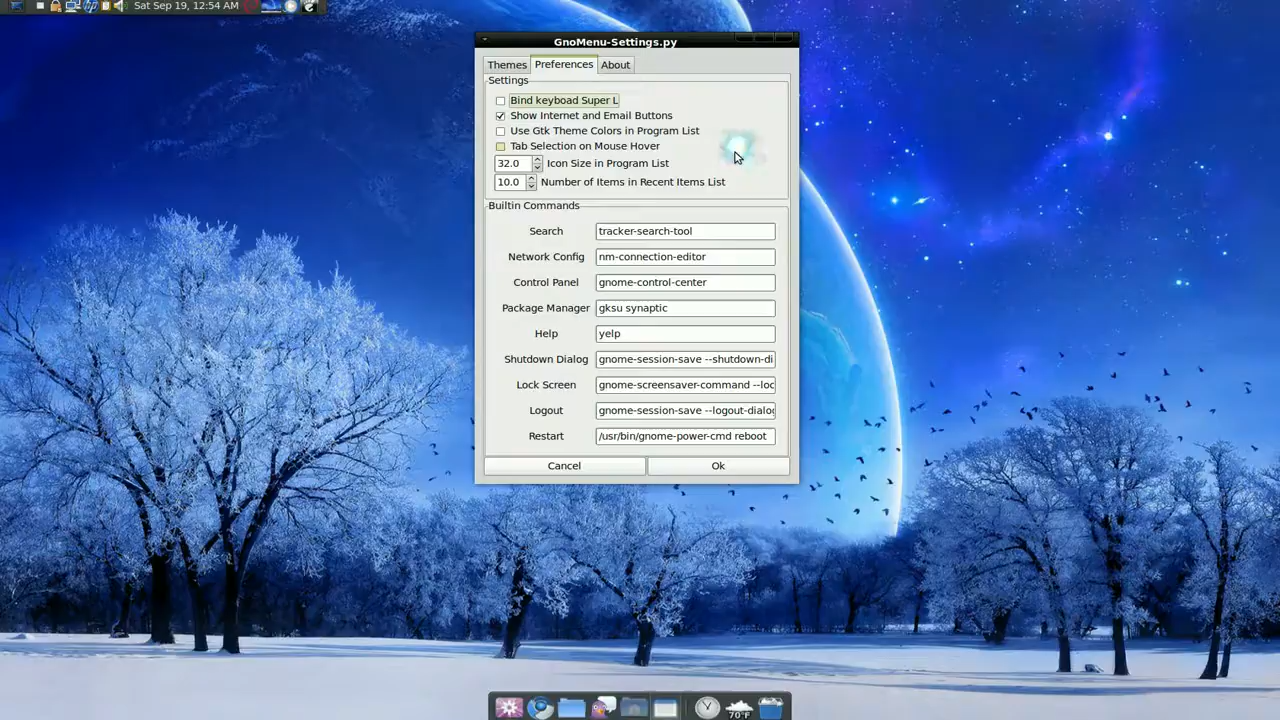 Sat Sep 19, 12:54 AM
GnoMenu-Settings.py
Themes Preferences About
Settings
Bind keyboad Super L
Show Internet and Email Buttons
Use Gtk Theme Colors in Program List
Tab Selection on Mouse Hover
32.0 Icon Size in Program List
10.0 Number of Items in Recent Items List
Builtin Commands
Search tracker-search-tool
Network Config nm-connection-editor
Control Panel gnome-control-center
Package Manager gksu synaptic
Help yelp
Shutdown Dialog gnome-session-save --shutdown-di
Lock Screen gnome-screensaver-command --loc
Logout gnome-session-save --logout-dialog
Restart /usr/bin/gnome-power-cmd reboot
Cancel Ok
70°F